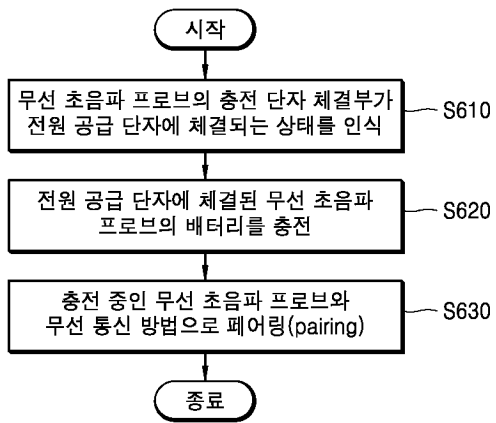 시작
무선 초음파 프로브의 충전 단자 체결부가
전원 공급 단자에 체결되는 상태를 인식
S610
전원 공급 단자에 체결된 무선 초음파
프로브의 배터리를 충전
S620
충전 중인 무선 초음파 프로브와
무선 통신 방법으로 페어링(pairing)
S630
종료